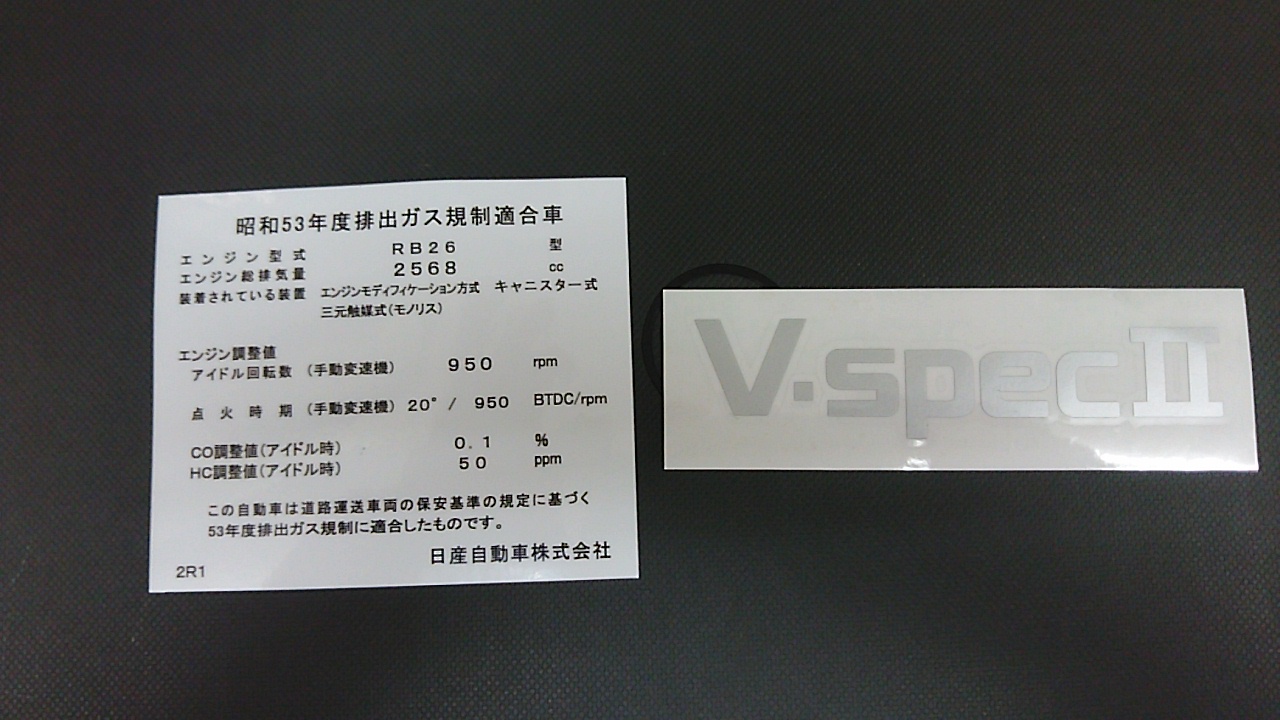 昭和53年度排出ガス規制適合車
エンジン型式 RB26 型
エンジン総排気量 2568 cc
装着されている装置 エンジンモディフィケーション方式 キャニスター式
三元触媒式(モノリス)
エンジン調整値
アイドル回転数 (手動変速機) 950 rpm
点火時期 (手動変速機) 20° / 950 BTDC/rpm
CO調整値(アイドル時) 0.1 %
HC調整値(アイドル時) 50 ppm
この自動車は道路運送車両の保安基準の規定に基づく
53年度排出ガス規制に適合したものです。
日産自動車株式会社
2R1
V·specII